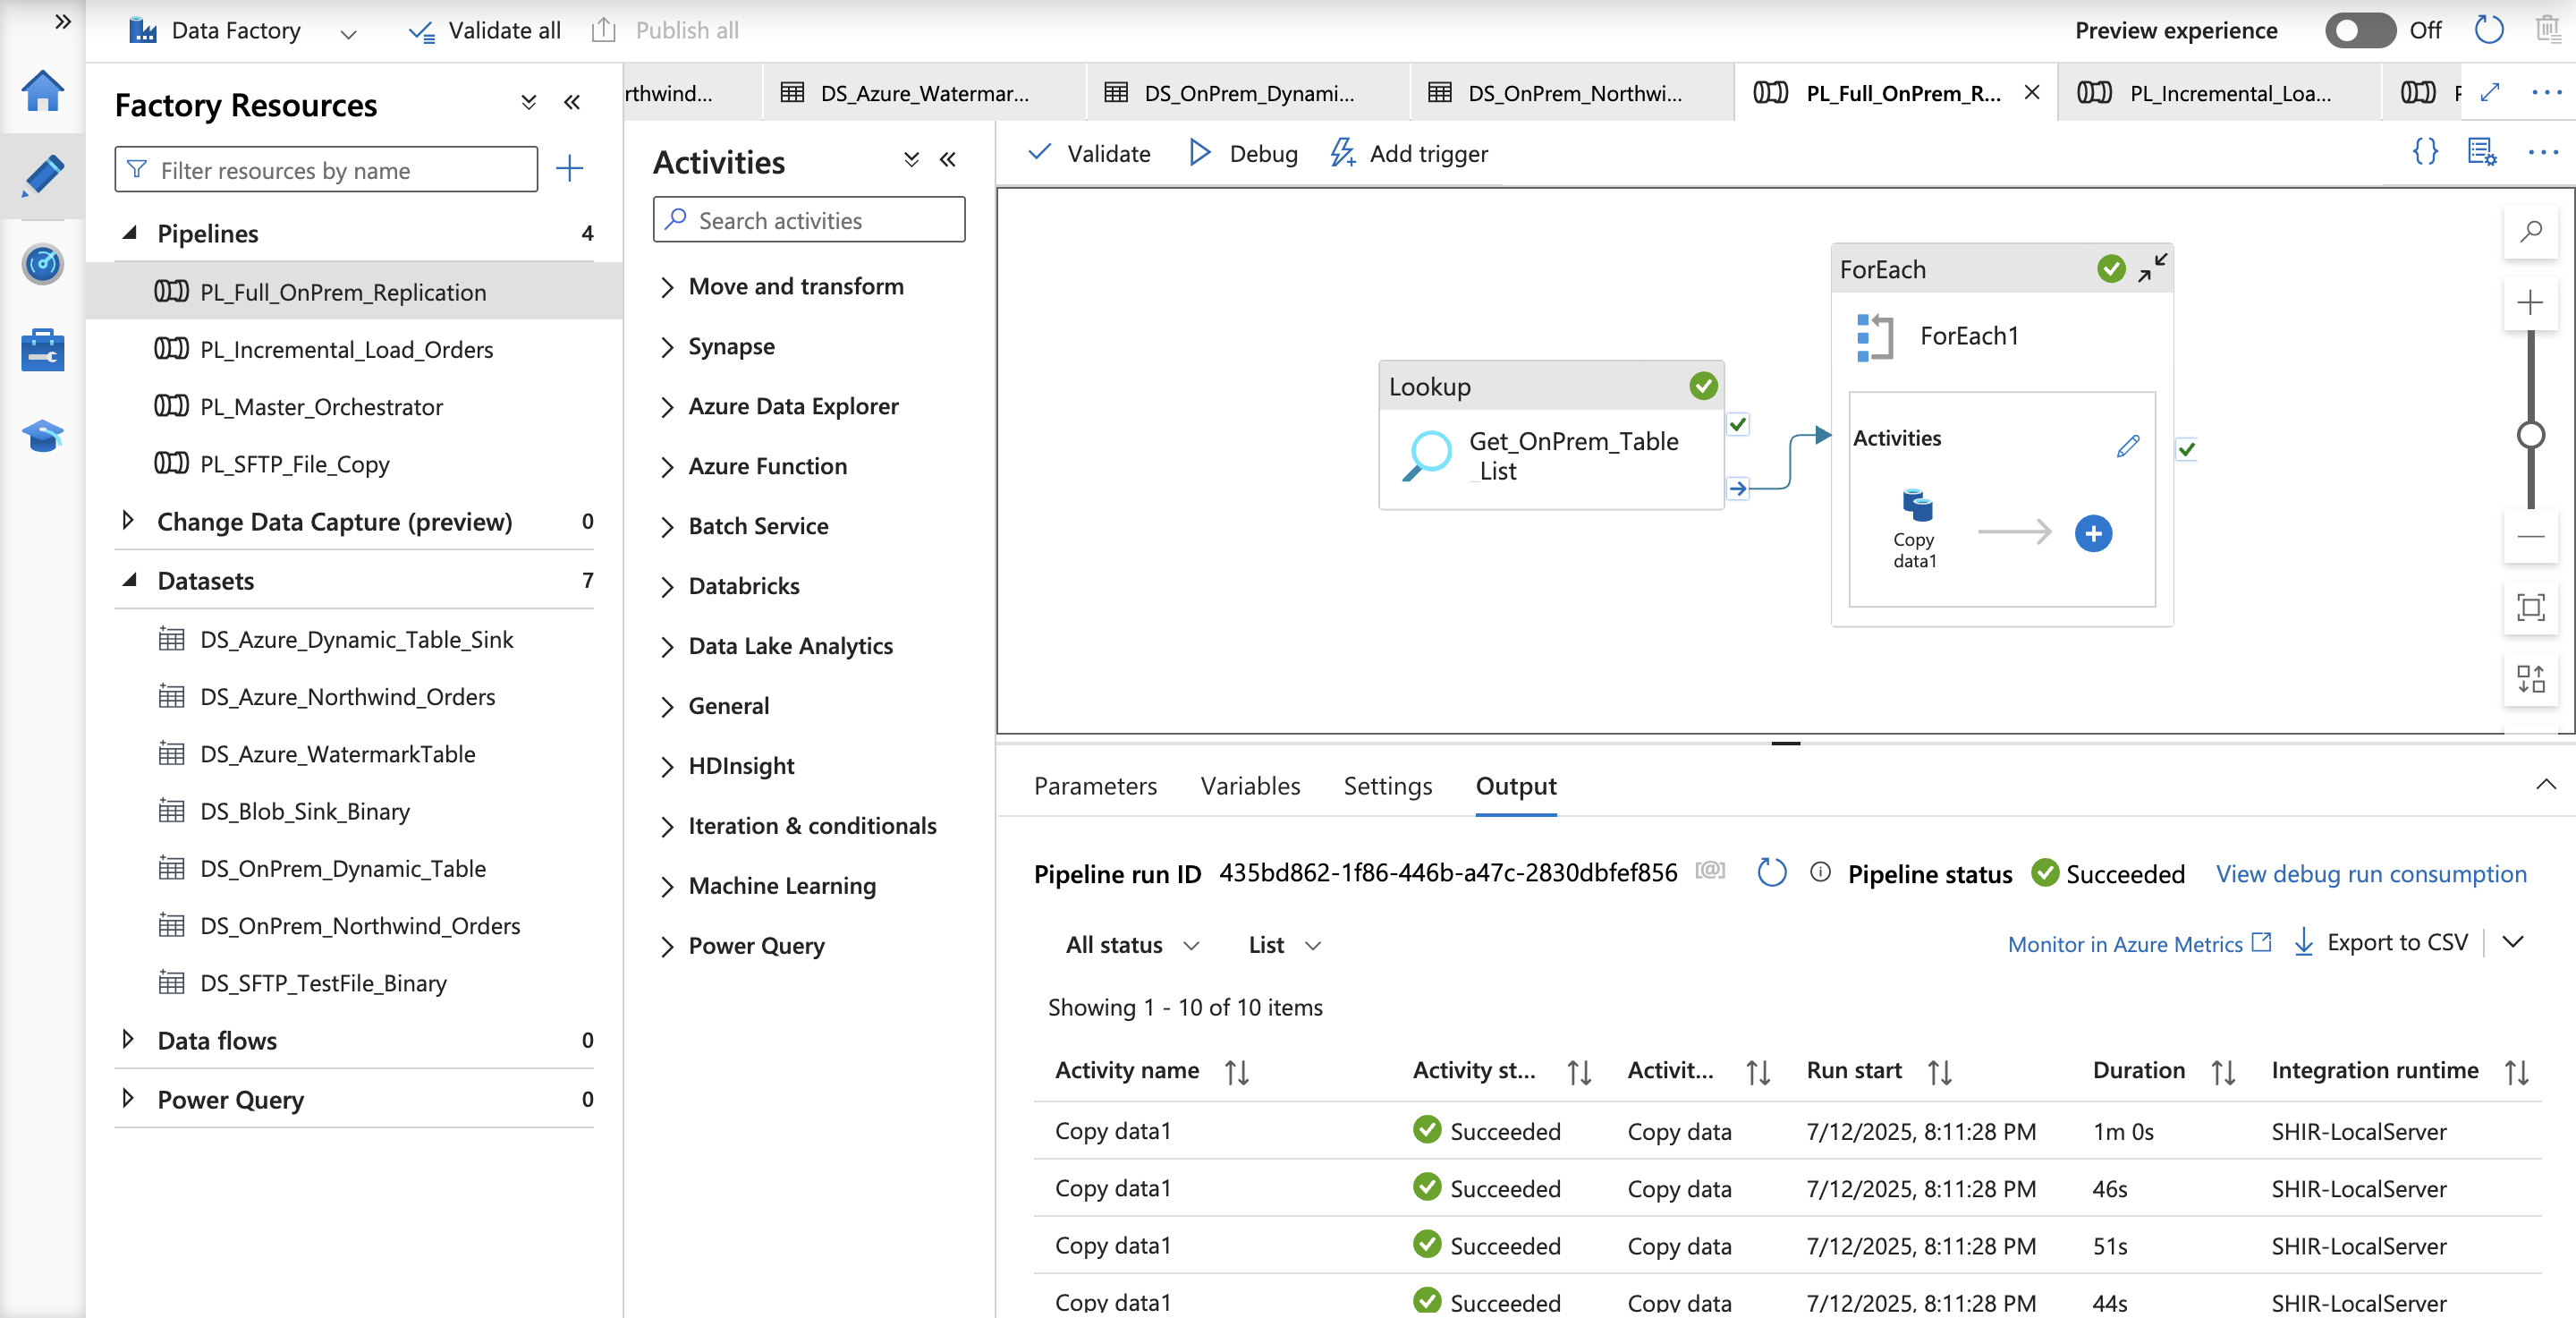 Data Factory
Validate all
Publish all
Preview experience
Off
Factory Resources
Filter resources by name
Pipelines 4
PL_Full_OnPrem_Replication
PL_Incremental_Load_Orders
PL_Master_Orchestrator
PL_SFTP_File_Copy
Change Data Capture (preview) 0
Datasets 7
DS_Azure_Dynamic_Table_Sink
DS_Azure_Northwind_Orders
DS_Azure_WatermarkTable
DS_Blob_Sink_Binary
DS_OnPrem_Dynamic_Table
DS_OnPrem_Northwind_Orders
DS_SFTP_TestFile_Binary
Data flows 0
Power Query 0
rthwind...
DS_Azure_Watermar...
DS_OnPrem_Dynami...
DS_OnPrem_Northwi...
PL_Full_OnPrem_R...
PL_Incremental_Loa...
Activities
Search activities
Move and transform
Synapse
Azure Data Explorer
Azure Function
Batch Service
Databricks
Data Lake Analytics
General
HDInsight
Iteration & conditionals
Machine Learning
Power Query
Validate
Debug
Add trigger
Lookup
Get_OnPrem_Table
_List
ForEach
ForEach1
Activities
Copy
data1
Parameters
Variables
Settings
Output
Pipeline run ID 435bd862-1f86-446b-a47c-2830dbfef856 [@] Pipeline status Succeeded View debug run consumption
All status
List
Monitor in Azure Metrics
Export to CSV
Showing 1 - 10 of 10 items
Activity name Activity st... Activit... Run start Duration Integration runtime
Copy data1 Succeeded Copy data 7/12/2025, 8:11:28 PM 1m 0s SHIR-LocalServer
Copy data1 Succeeded Copy data 7/12/2025, 8:11:28 PM 46s SHIR-LocalServer
Copy data1 Succeeded Copy data 7/12/2025, 8:11:28 PM 51s SHIR-LocalServer
Copy data1 Succeeded Copy data 7/12/2025, 8:11:28 PM 44s SHIR-LocalServer